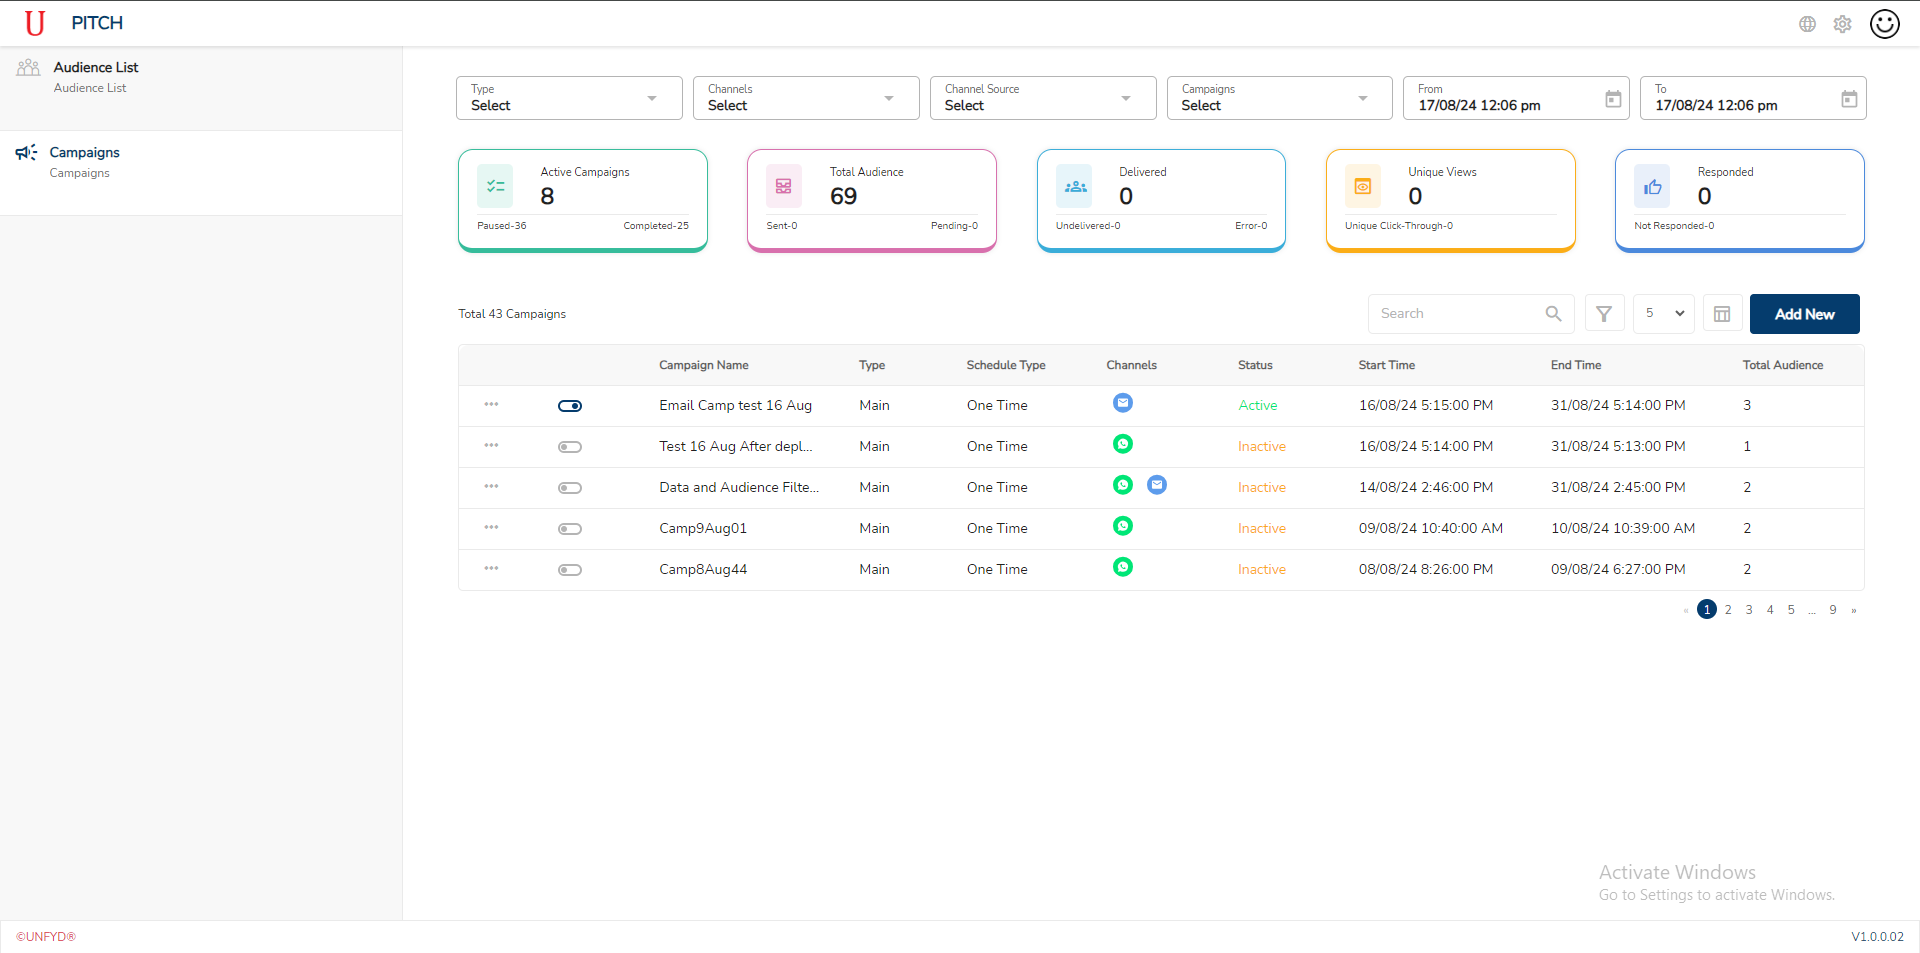 U PITCH
Audience List
Audience List
Campaigns
Campaigns
Type
Select
Channels
Select
Channel Source
Select
Campaigns
Select
From
17/08/24 12:06 pm
To
17/08/24 12:06 pm
Active Campaigns
8
Paused-36 Completed-25
Total Audience
69
Sent-0 Pending-0
Delivered
0
Undelivered-0 Error-0
Unique Views
0
Unique Click-Through-0
Responded
0
Not Responded-0
Total 43 Campaigns
Search 5 Add New
Campaign Name Type Schedule Type Channels Status Start Time End Time Total Audience
Email Camp test 16 Aug Main One Time Active 16/08/24 5:15:00 PM 31/08/24 5:14:00 PM 3
Test 16 Aug After depl... Main One Time Inactive 16/08/24 5:14:00 PM 31/08/24 5:13:00 PM 1
Data and Audience Filte... Main One Time Inactive 14/08/24 2:46:00 PM 31/08/24 2:45:00 PM 2
Camp9Aug01 Main One Time Inactive 09/08/24 10:40:00 AM 10/08/24 10:39:00 AM 2
Camp8Aug44 Main One Time Inactive 08/08/24 8:26:00 PM 09/08/24 6:27:00 PM 2
« 1 2 3 4 5 ... 9 »
Activate Windows
Go to Settings to activate Windows.
©UNFYD® V1.0.0.02